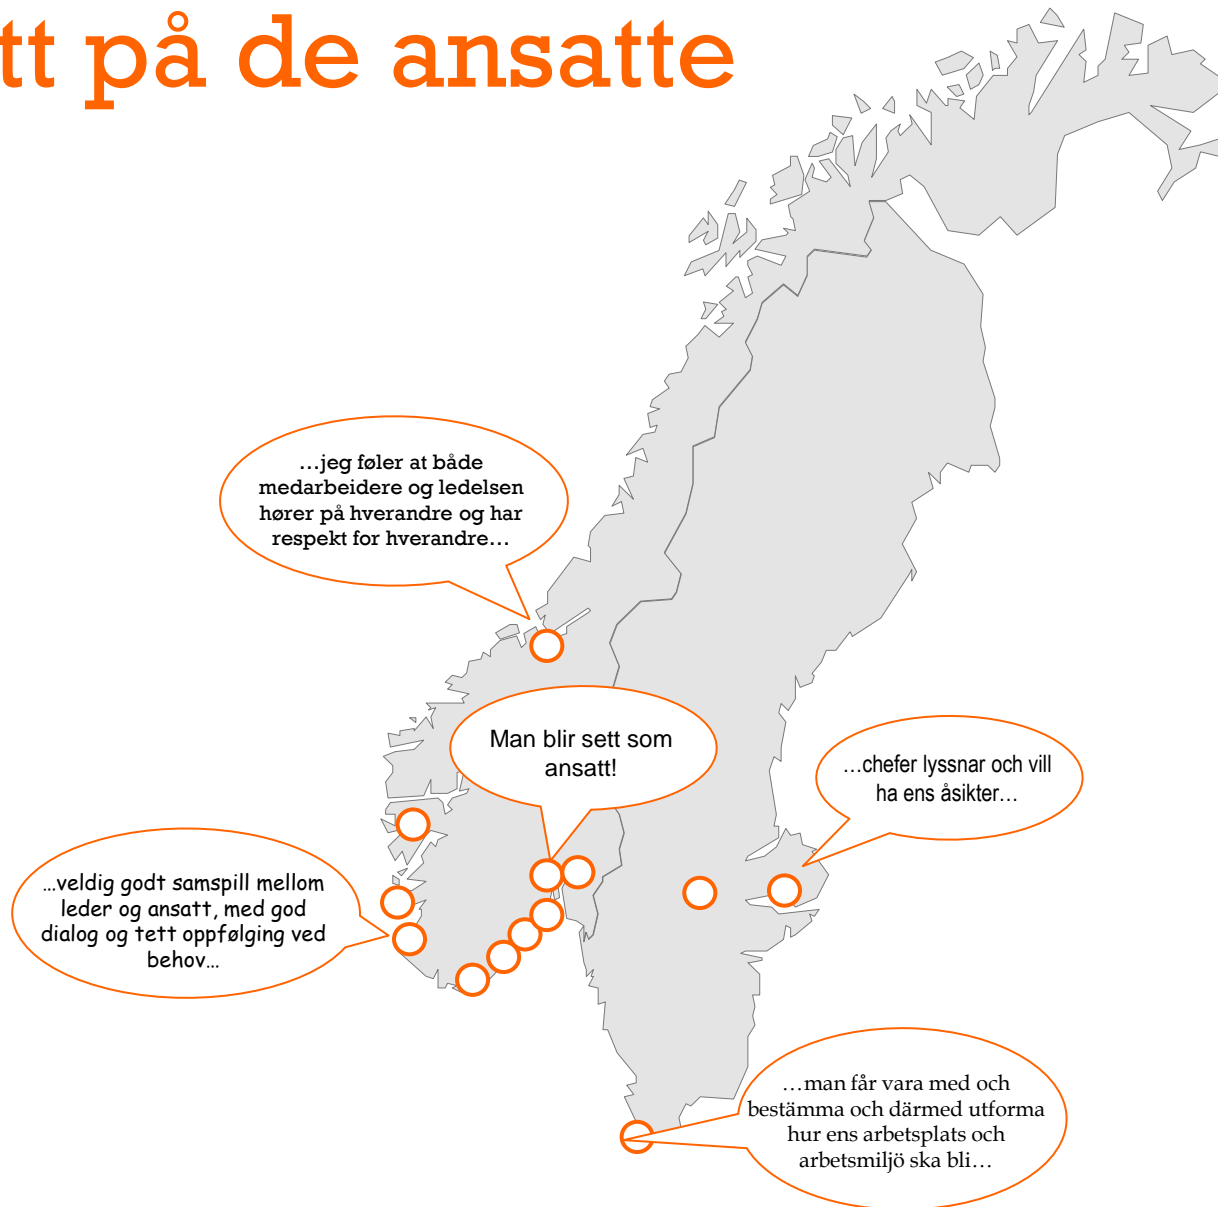 tt på de ansatte
…jeg føler at både
medarbeidere og ledelsen
hører på hverandre og har
respekt for hverandre…
Man blir sett som
ansatt!
…chefer lyssnar och vill
ha ens åsikter…
…veldig godt samspill mellom
leder og ansatt, med god
dialog og tett oppfølging ved
behov…
…man får vara med och
bestämma och därmed utforma
hur ens arbetsplats och
arbetsmiljö ska bli…